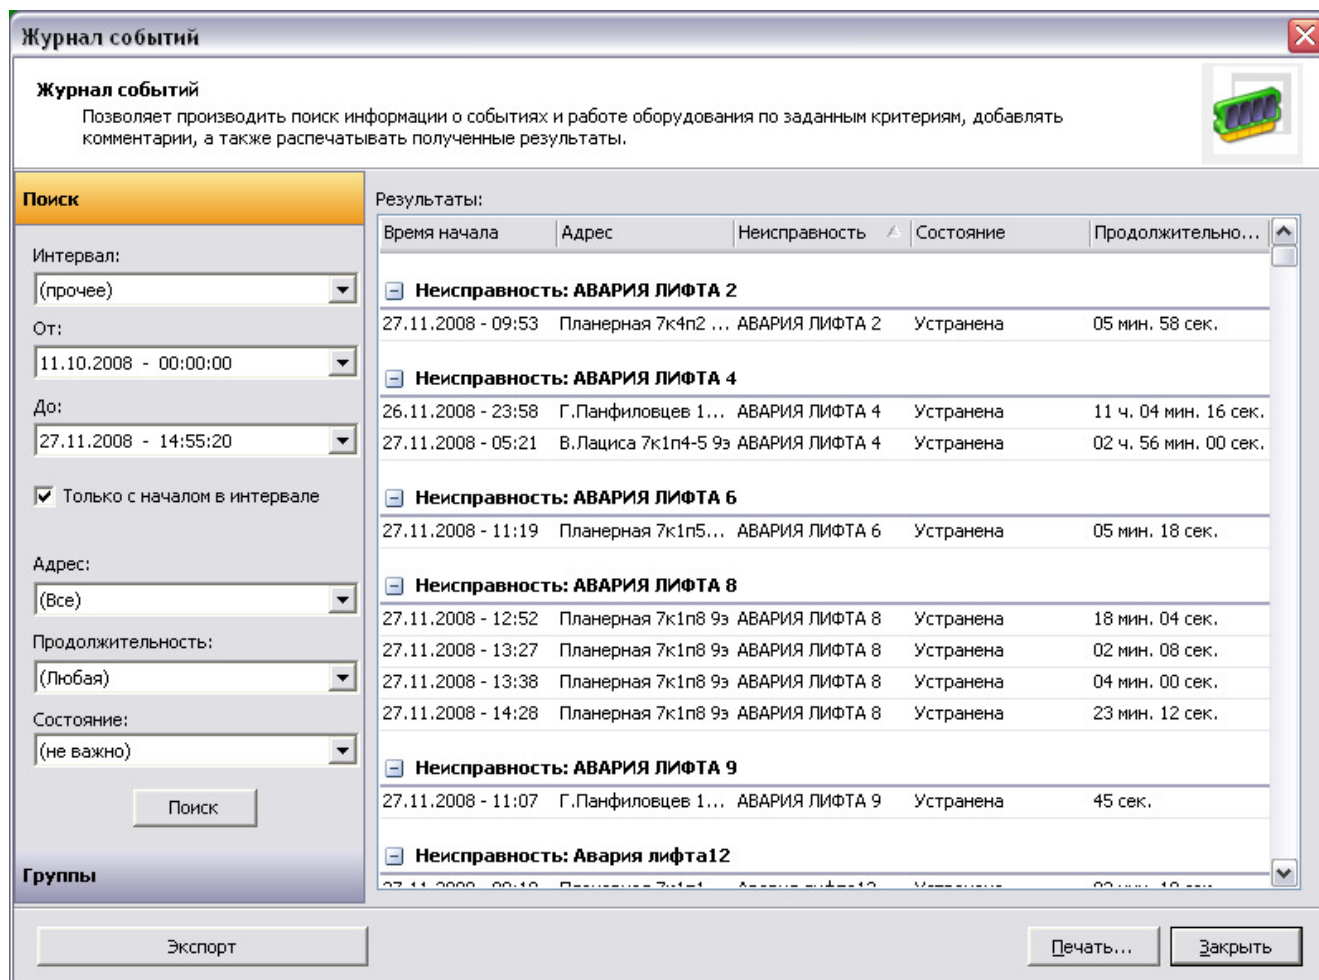 Журнал событий
Журнал событий
Позволяет производить поиск информации о событиях и работе оборудования по заданным критериям, добавлять
комментарии, а также распечатывать полученные результаты.
Поиск
Интервал:
(прочее)
От:
11.10.2008 - 00:00:00
До:
27.11.2008 - 14:55:20
Только с началом в интервале
Адрес:
(Все)
Продолжительность:
(Любая)
Состояние:
(не важно)
Поиск
Группы
Результаты:
Время начала Адрес Неисправность Состояние Продолжительно...
Неисправность: АВАРИЯ ЛИФТА 2
27.11.2008 - 09:53 Планерная 7к4п2 ... АВАРИЯ ЛИФТА 2 Устранена 05 мин. 58 сек.
Неисправность: АВАРИЯ ЛИФТА 4
26.11.2008 - 23:58 Г.Панфиловцев 1... АВАРИЯ ЛИФТА 4 Устранена 11 ч. 04 мин. 16 сек.
27.11.2008 - 05:21 В.Лациса 7к1п4-5 9э АВАРИЯ ЛИФТА 4 Устранена 02 ч. 56 мин. 00 сек.
Неисправность: АВАРИЯ ЛИФТА 6
27.11.2008 - 11:19 Планерная 7к1п5... АВАРИЯ ЛИФТА 6 Устранена 05 мин. 18 сек.
Неисправность: АВАРИЯ ЛИФТА 8
27.11.2008 - 12:52 Планерная 7к1п8 9э АВАРИЯ ЛИФТА 8 Устранена 18 мин. 04 сек.
27.11.2008 - 13:27 Планерная 7к1п8 9э АВАРИЯ ЛИФТА 8 Устранена 02 мин. 08 сек.
27.11.2008 - 13:38 Планерная 7к1п8 9э АВАРИЯ ЛИФТА 8 Устранена 04 мин. 00 сек.
27.11.2008 - 14:28 Планерная 7к1п8 9э АВАРИЯ ЛИФТА 8 Устранена 23 мин. 12 сек.
Неисправность: АВАРИЯ ЛИФТА 9
27.11.2008 - 11:07 Г.Панфиловцев 1... АВАРИЯ ЛИФТА 9 Устранена 45 сек.
Неисправность: Авария лифта12
Экспорт
Печать...
Закрыть